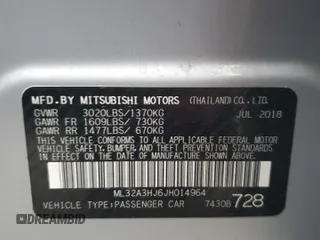 MFD.BY MITSUBISHI MOTORS (THAILAND) CO.,LTD.
GVWR 3020LBS/1370KG JUL 2018
GAWR FR 1609LBS/ 730KG
GAWR RR 1477LBS/ 670KG
THIS VEHICLE CONFORMS TO ALL APPLICABLE
FEDERAL MOTOR VEHICLE SAFETY,
BUMPER, AND THEFT PREVENTION STANDARDS
IN EFFECT ON THE DATE OF MANUFACTURE
SHOWN ABOVE.
ML32A3HJ6JH014964
VEHICLE TYPE:PASSENGER CAR 7430B 728
AUTOHELPERBOT.COM